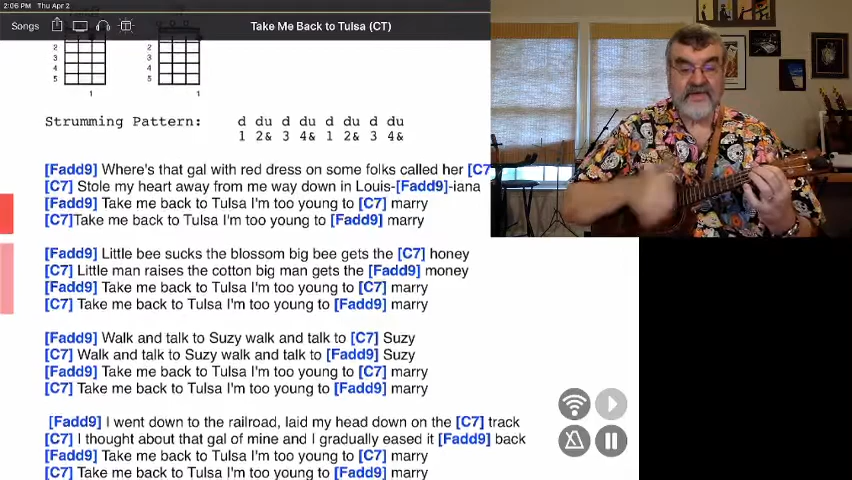 2:06 PM Thu Apr 2
Songs
Take Me Back to Tulsa (CT)
2
3
4
5
1
2
3
4
5
1
Strumming Pattern: d du d du d du d du
1 2& 3 4& 1 2& 3 4&
[Fadd9] Where's that gal with red dress on some folks called her [C7
[C7] Stole my heart away from me way down in Louis-[Fadd9]-iana
[Fadd9] Take me back to Tulsa I'm too young to [C7] marry
[C7]Take me back to Tulsa I'm too young to [Fadd9] marry
[Fadd9] Little bee sucks the blossom big bee gets the [C7] honey
[C7] Little man raises the cotton big man gets the [Fadd9] money
[Fadd9] Take me back to Tulsa I'm too young to [C7] marry
[C7] Take me back to Tulsa I'm too young to [Fadd9] marry
[Fadd9] Walk and talk to Suzy walk and talk to [C7] Suzy
[C7] Walk and talk to Suzy walk and talk to [Fadd9] Suzy
[Fadd9] Take me back to Tulsa I'm too young to [C7] marry
[C7] Take me back to Tulsa I'm too young to [Fadd9] marry
[Fadd9] I went down to the railroad, laid my head down on the [C7] track
[C7] I thought about that gal of mine and I gradually eased it [Fadd9] back
[Fadd9] Take me back to Tulsa I'm too young to [C7] marry
[C7] Take me back to Tulsa I'm too young to [Fadd9] marry